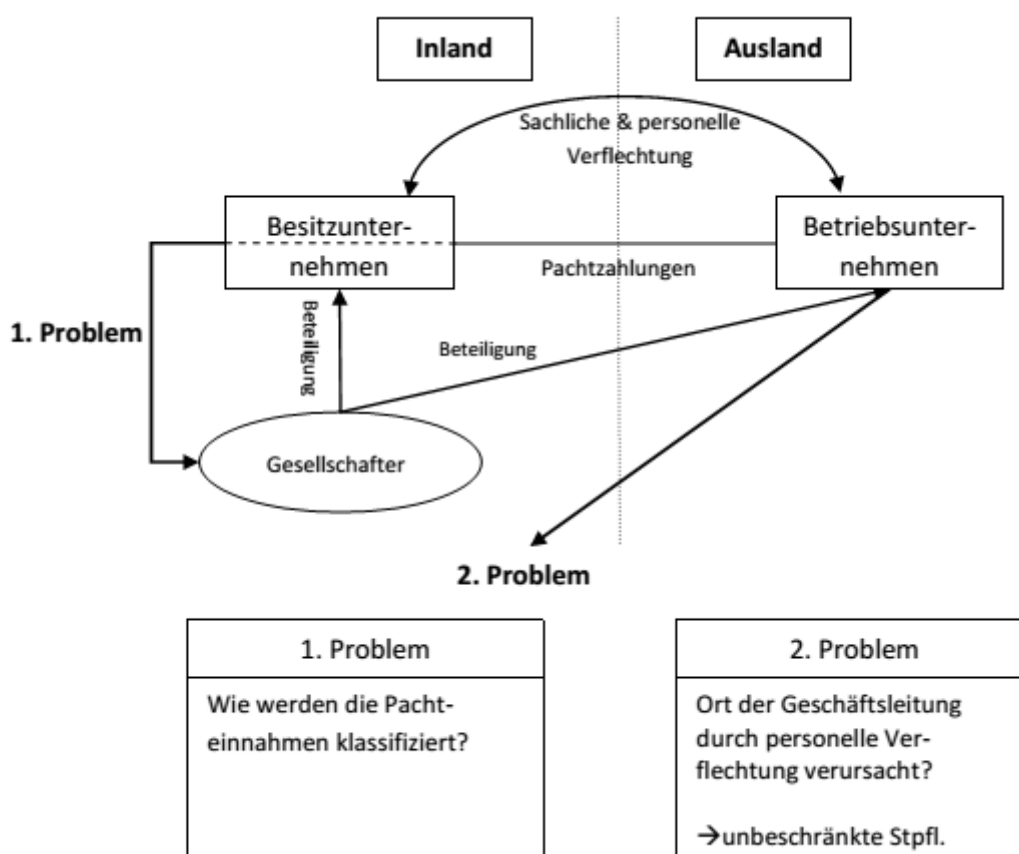 Inland
Ausland
Sachliche & personelle
Verflechtung
Besitzunter-
nehmen
Betriebsunter-
nehmen
Pachtzahlungen
1. Problem
Beteiligung
Beteiligung
Gesellschafter
2. Problem
1. Problem
Wie werden die Pacht-
einnahmen klassifiziert?
2. Problem
Ort der Geschäftsleitung
durch personelle Ver-
flechtung verursacht?
→unbeschränkte Stpfl.